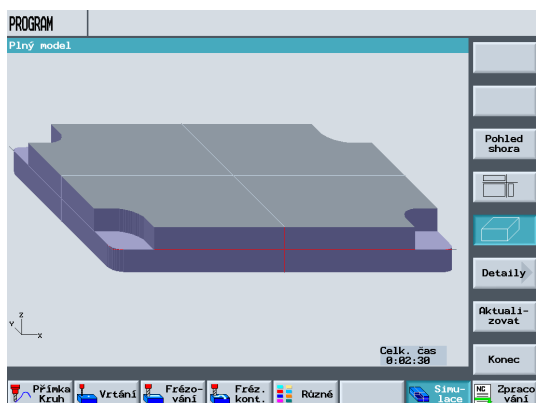 PROGRAM
Plný model
Pohled
shora
Detaily
Aktuali-
zovat
Z
Y
X
Celk. čas
0:02:30
Konec
Přímka
Kruh
Vrtání
Frézo-
vání
Fréz.
kont.
Různé
Simu-
lace
NC
Zpraco
vání